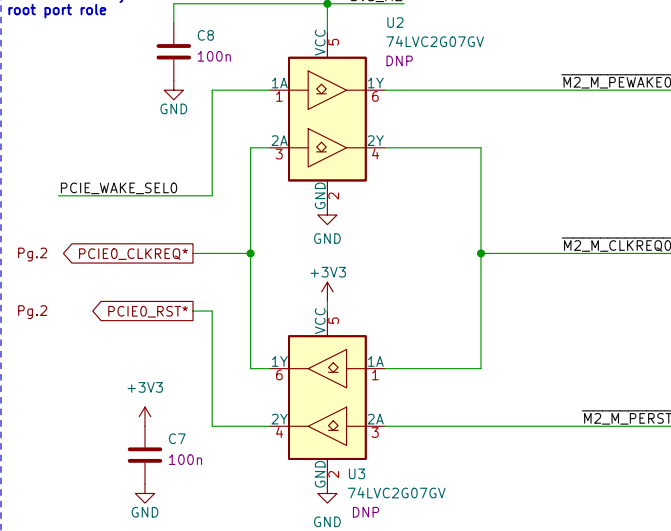 root port role
C8
100n
GND
VCC
5
U2
74LVC2G07GV
DNP
1A
1
1Y
6
M2_M_PEWAKE0
2A
3
2Y
4
PCIE_WAKE_SEL0
GND
2
GND
Pg.2
PCIE0_CLKREQ*
M2_M_CLKREQ0
+3V3
Pg.2
PCIE0_RST*
VCC
5
1Y
6
1A
1
+3V3
2Y
4
2A
3
M2_M_PERST
C7
100n
GND
GND
2
U3
74LVC2G07GV
DNP
GND